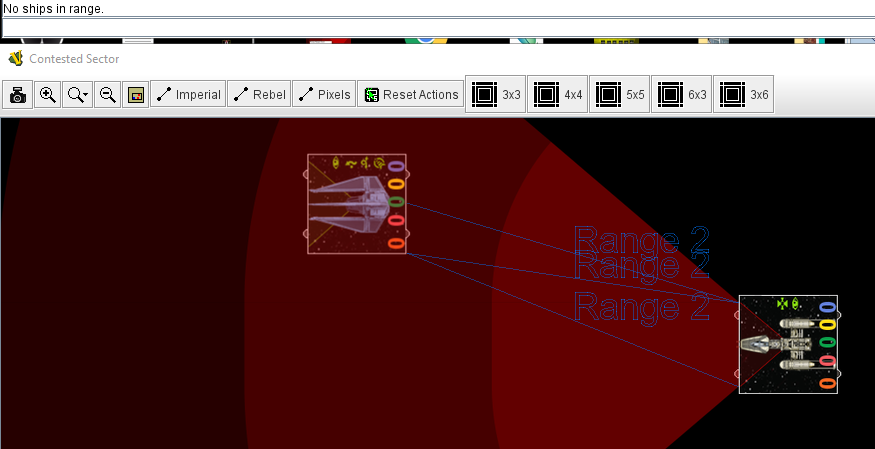 No ships in range.
Contested Sector
Imperial Rebel Pixels Reset Actions 3x3 4x4 5x5 6x3 3x6
Range 2
Range 2
Range 2
0
0
0
0
0
0
0
0
0
0